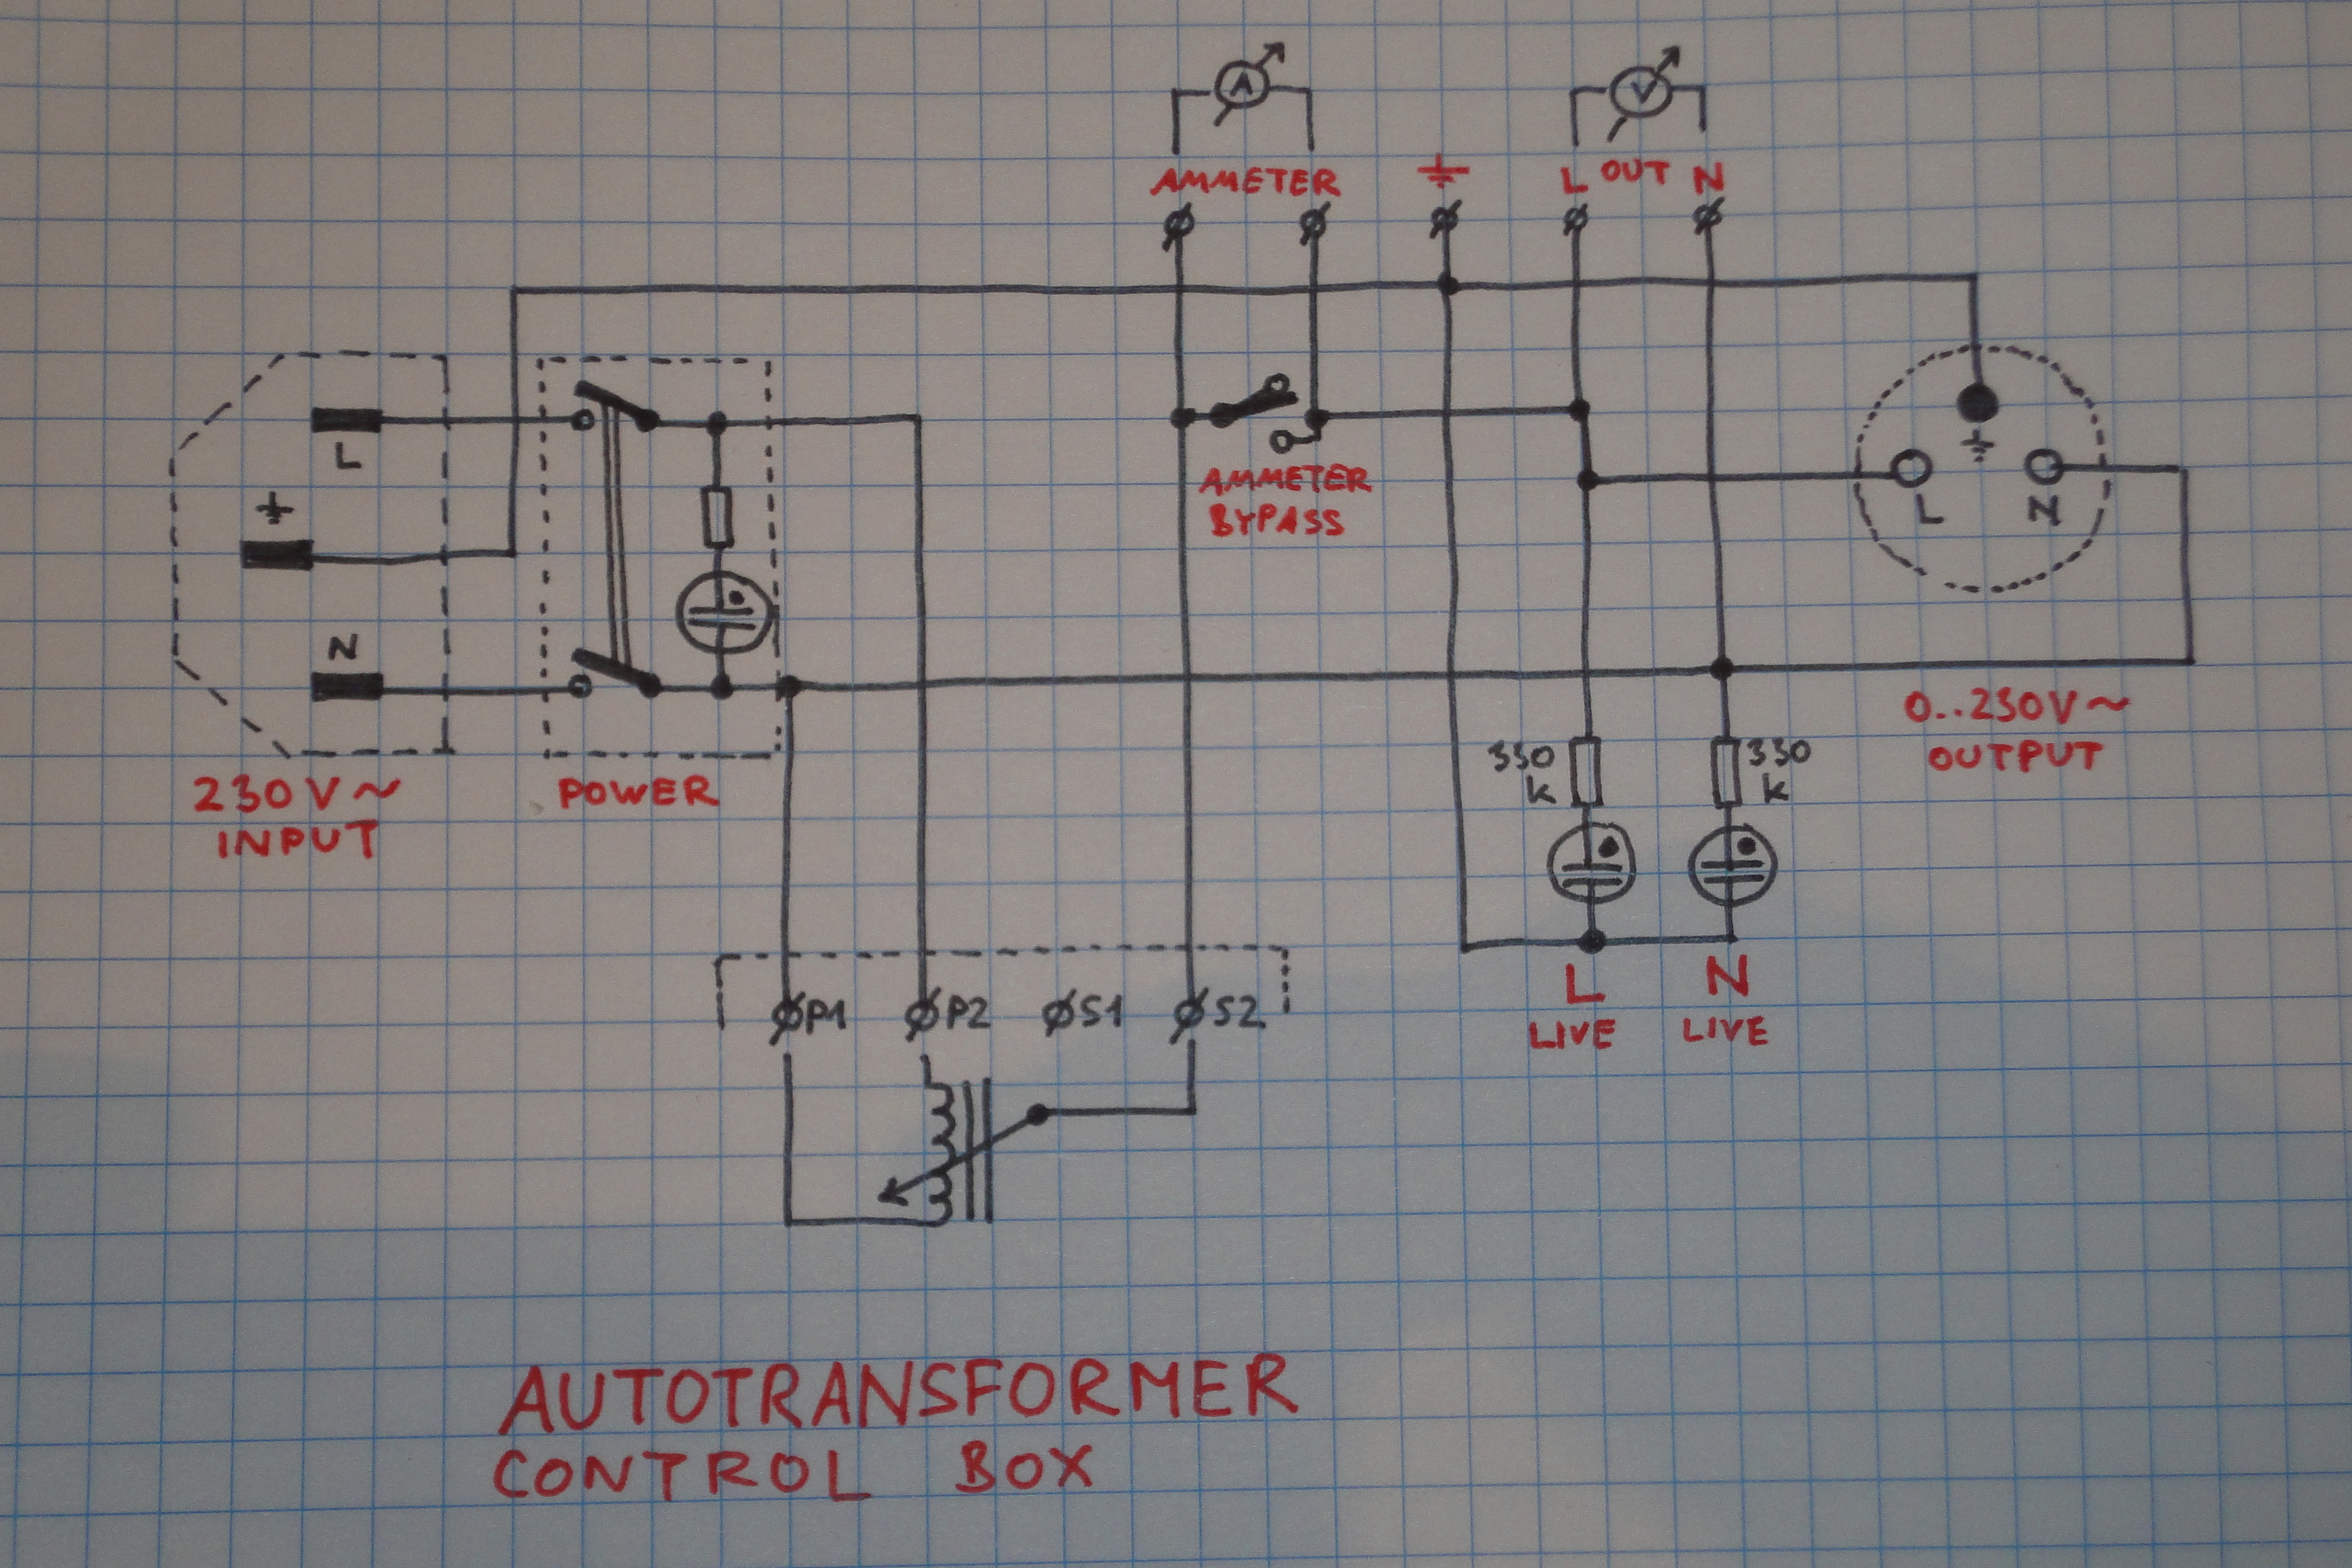 A
V
AMMETER
L OUT N
L
N
230V~
INPUT
POWER
AMMETER
BYPASS
L
N
0..230V~
OUTPUT
330
k
330
k
L
LIVE
N
LIVE
P1 P2 S1 S2
AUTOTRANSFORMER
CONTROL BOX